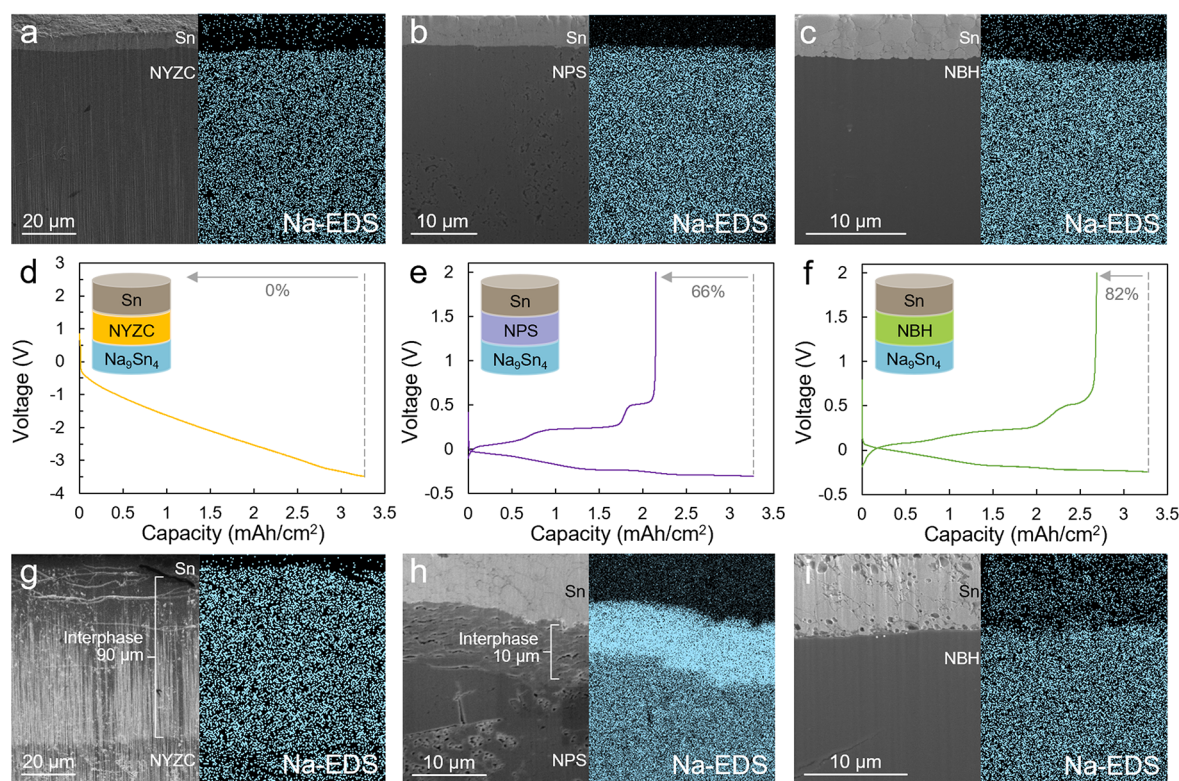 a
Sn
NYZC
20 µm
Na-EDS
b
Sn
NPS
10 µm
Na-EDS
c
Sn
NBH
10 µm
Na-EDS
d
3
2
1
0
-1
-2
-3
-4
Voltage (V)
0%
Sn
NYZC
Na₉Sn₄
0 0.5 1 1.5 2 2.5 3 3.5
Capacity (mAh/cm²)
e
2
1.5
1
0.5
0
-0.5
Voltage (V)
66%
Sn
NPS
Na₉Sn₄
0 0.5 1 1.5 2 2.5 3 3.5
Capacity (mAh/cm²)
f
2
1.5
1
0.5
0
-0.5
Voltage (V)
82%
Sn
NBH
Na₉Sn₄
0 0.5 1 1.5 2 2.5 3 3.5
Capacity (mAh/cm²)
g
Sn
Interphase
90 µm
20 µm
NYZC
Na-EDS
h
Sn
Interphase
10 µm
10 µm
NPS
Na-EDS
i
Sn
NBH
10 µm
Na-EDS